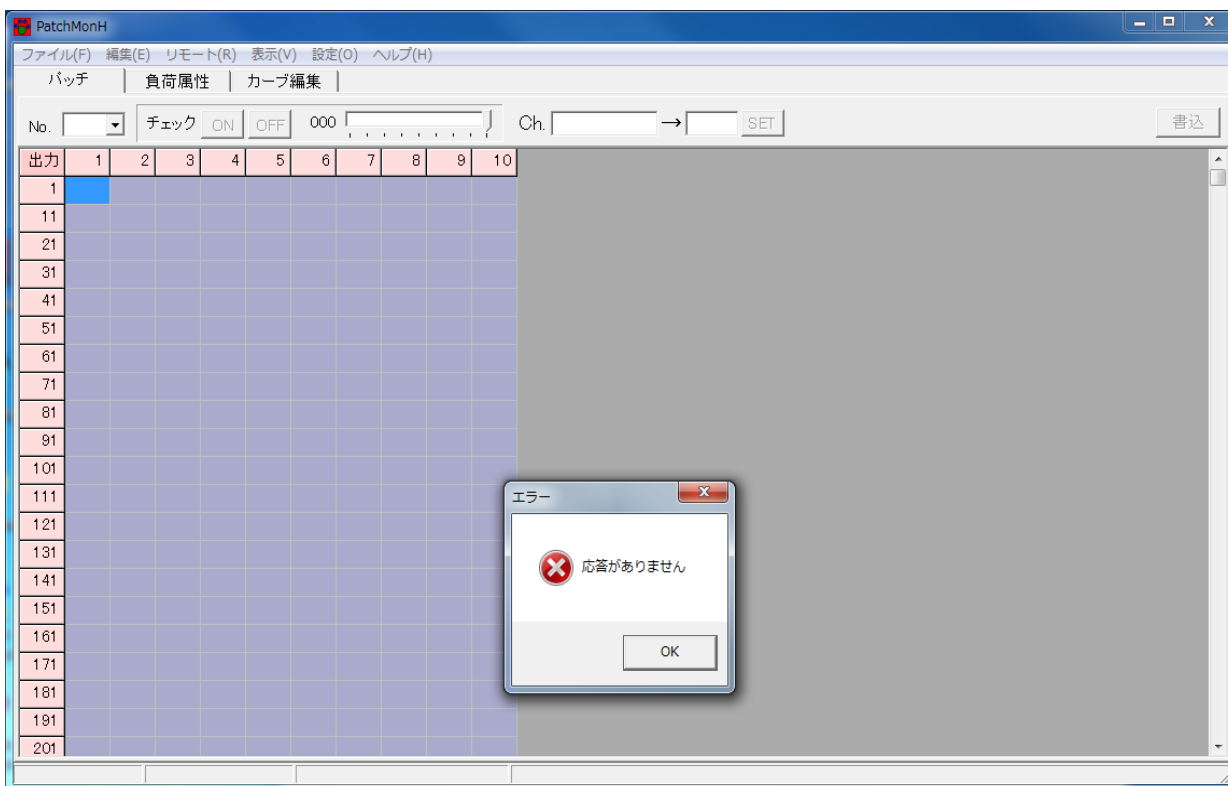 PatchMonH
ファイル(F) 編集(E) リモート(R) 表示(V) 設定(O) ヘルプ(H)
パッチ 負荷属性 カーブ編集
No. チェック ON OFF 000 Ch. → SET 書込
出力 1 2 3 4 5 6 7 8 9 10
1
11
21
31
41
51
61
71
81
91
101
111
121
131
141
151
161
171
181
191
201
エラー
応答がありません
OK